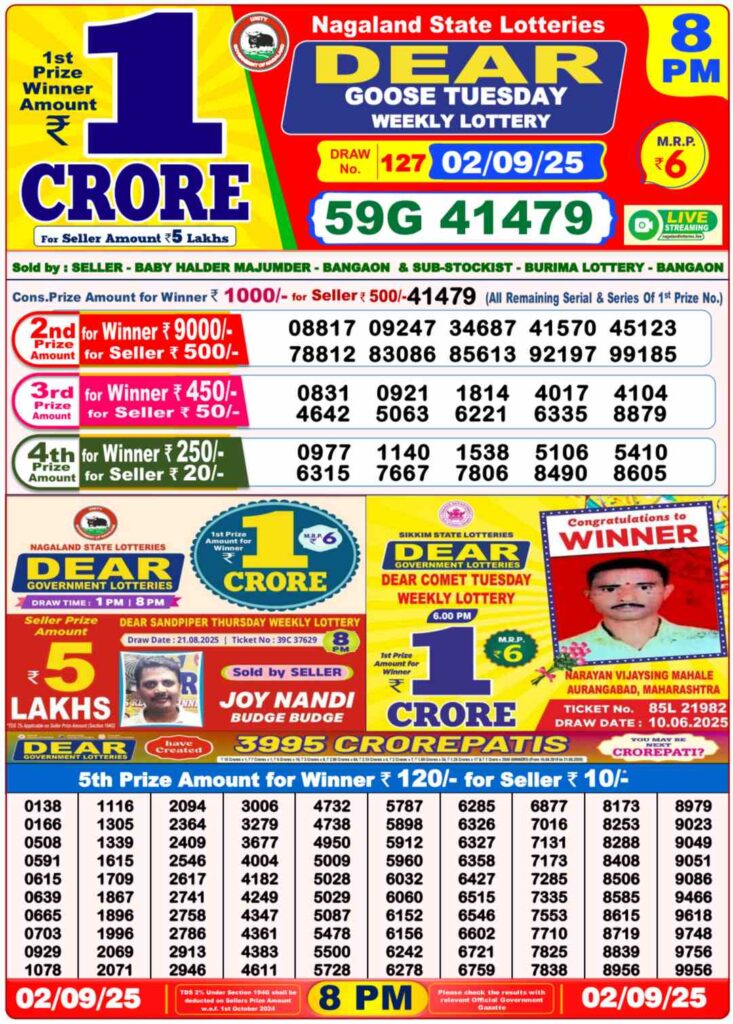 1st
Prize
Winner
Amount
₹
1
CRORE
For Seller Amount ₹5 Lakhs
UNITY
Nagaland State Lotteries
8
PM
DEAR
GOOSE TUESDAY
WEEKLY LOTTERY
DRAW
No. 127 02/09/25
M.R.P.
₹6
59G 41479
LIVE
STREAMING
Sold by : SELLER - BABY HALDER MAJUMDER - BANGAON & SUB-STOCKIST - BURIMA LOTTERY - BANGAON
Cons.Prize Amount for Winner ₹ 1000/- for Seller ₹ 500/- 41479 (All Remaining Serial & Series Of 1st Prize No.)
2nd Prize Amount
for Winner ₹ 9000/-
for Seller ₹ 500/-
08817 09247 34687 41570 45123
78812 83086 85613 92197 99185
3rd Prize Amount
for Winner ₹ 450/-
for Seller ₹ 50/-
0831 0921 1814 4017 4104
4642 5063 6221 6335 8879
4th Prize Amount
for Winner ₹ 250/-
for Seller ₹ 20/-
0977 1140 1538 5106 5410
6315 7667 7806 8490 8605
UNITY
NAGALAND STATE LOTTERIES
DEAR
GOVERNMENT LOTTERIES
DRAW TIME : 1 PM | 8 PM
1st Prize
Amount for
Winner
₹
1
CRORE
M.R.P.
₹6
Seller Prize
Amount
₹5
LAKHS
DEAR SANDPIPER THURSDAY WEEKLY LOTTERY
Draw Date : 21.08.2025 | Ticket No : 39C 37629
8
PM
Sold by SELLER
JOY NANDI
BUDGE BUDGE
SIKKIM STATE LOTTERIES
DEAR
GOVERNMENT LOTTERIES
DEAR COMET TUESDAY
WEEKLY LOTTERY
6.00 PM
1st Prize
Amount for
Winner
₹
1
CRORE
M.R.P.
₹6
Congratulations to
WINNER
NARAYAN VIJAYSING MAHALE
AURANGABAD, MAHARASHTRA
TICKET No. : 85L 21982
DRAW DATE : 10.06.2025
DEAR
GOVERNMENT LOTTERIES
have
Created
3995 CROREPATIS
YOU MAY BE
NEXT
CROREPATI?
5th Prize Amount for Winner ₹ 120/- for Seller ₹ 10/-
0138 1116 2094 3006 4732 5787 6285 6877 8173 8979
0166 1305 2364 3279 4738 5898 6326 7016 8253 9023
0508 1339 2409 3677 4950 5912 6327 7131 8288 9049
0591 1615 2546 4004 5009 5960 6358 7173 8408 9051
0615 1709 2617 4182 5028 6032 6427 7285 8506 9086
0639 1867 2741 4249 5029 6060 6515 7335 8585 9466
0665 1896 2758 4347 5087 6152 6546 7553 8615 9618
0703 1996 2786 4361 5478 6156 6602 7710 8719 9748
0929 2069 2913 4383 5500 6242 6721 7825 8839 9756
1078 2071 2946 4611 5728 6278 6759 7838 8956 9956
02/09/25
TDS 2% Under Section 194G shall be
deducted on Sellers Prize Amount
w.e.f. 1st October 2024
8 PM
Please check the results with
relevant Official Government
Gazatte
02/09/25